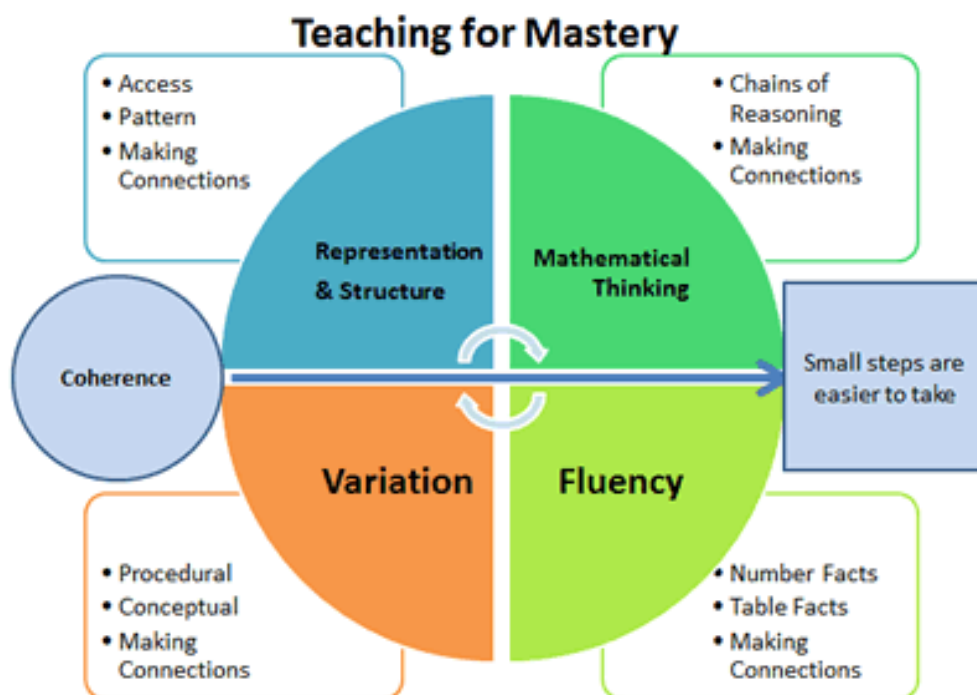 Teaching for Mastery
• Access
• Pattern
• Making
Connections
• Chains of
Reasoning
• Making
Connections
Representation
& Structure
Mathematical
Thinking
Coherence
Small steps are
easier to take
Variation
Fluency
• Procedural
• Conceptual
• Making
Connections
• Number Facts
• Table Facts
• Making
Connections